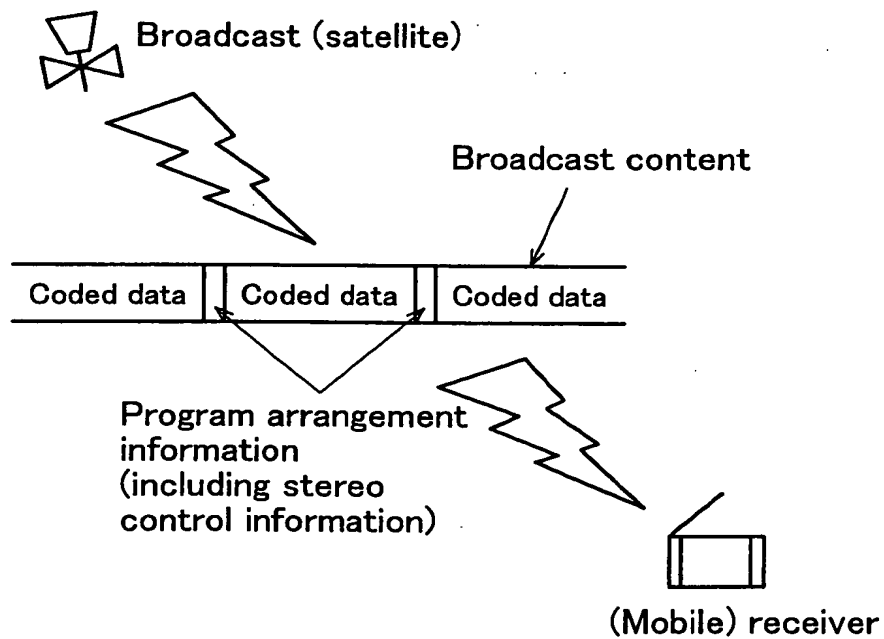 Broadcast (satellite)
Broadcast content
Coded data
Coded data
Coded data
Program arrangement
information
(including stereo
control information)
(Mobile) receiver